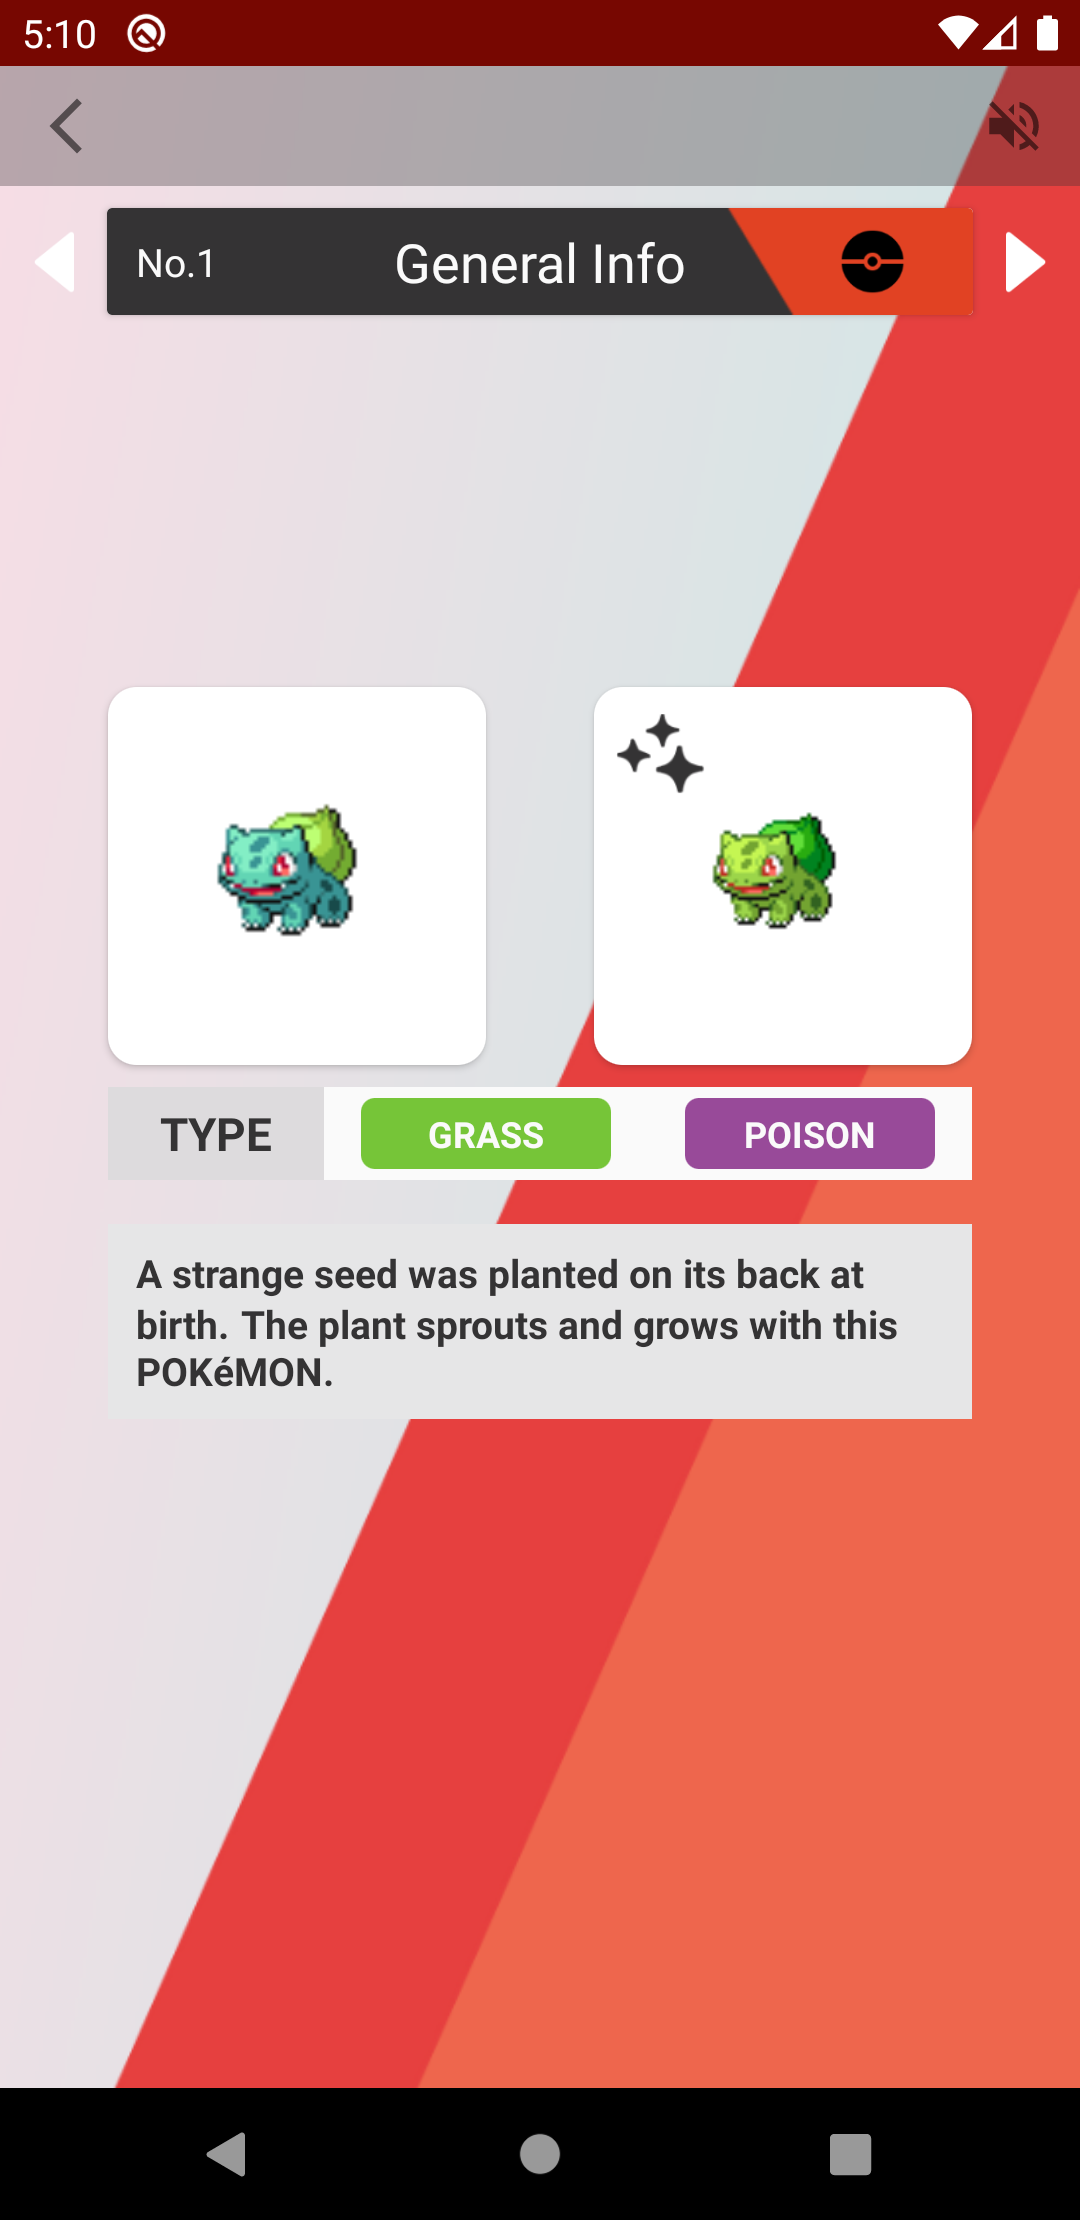 5:10
No.1
General Info
TYPE
GRASS
POISON
A strange seed was planted on its back at
birth. The plant sprouts and grows with this
POKéMON.